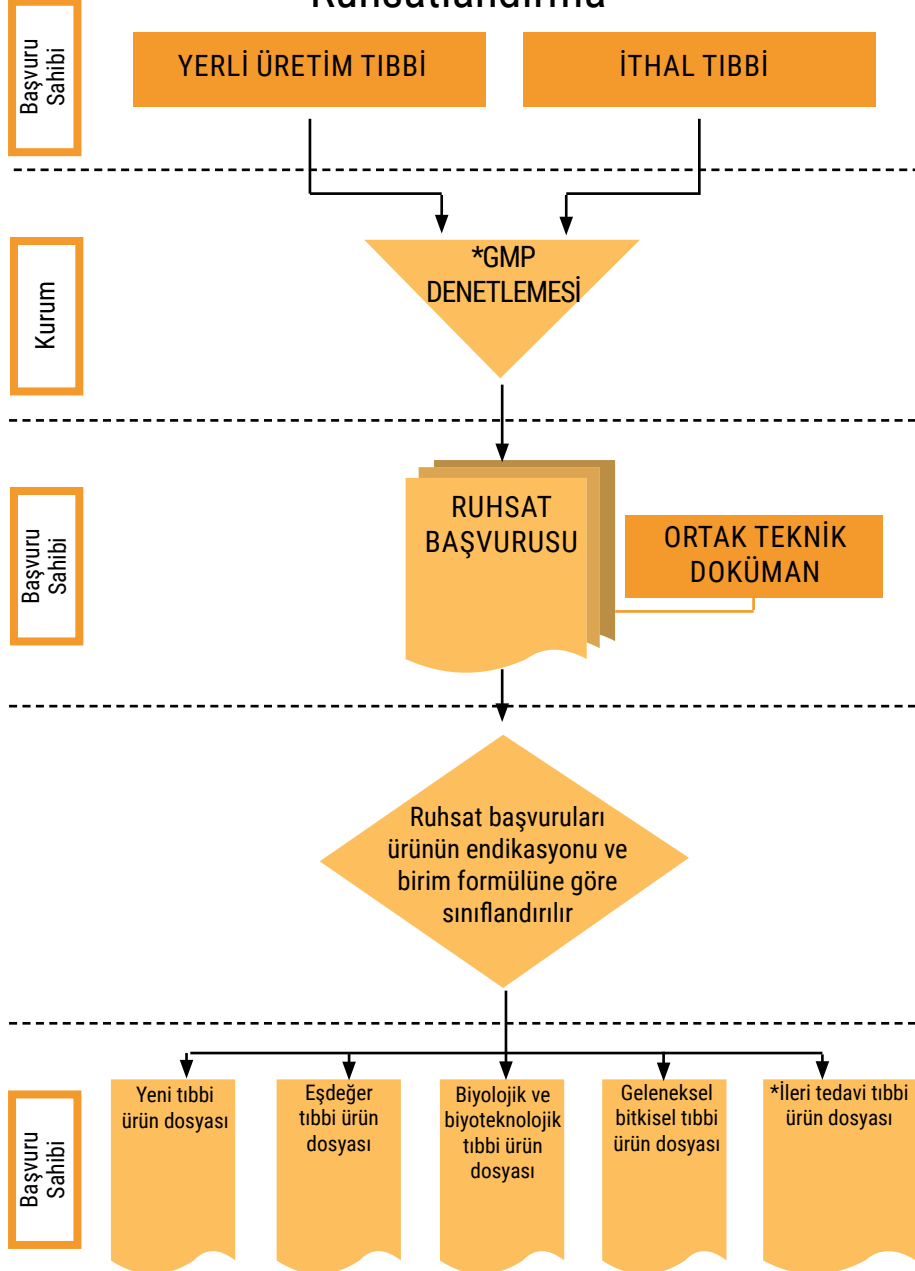 Ruhsatlandırma
Başvuru
Sahibi
YERLİ ÜRETİM TIBBİ
İTHAL TIBBİ
Kurum
*GMP
DENETLEMESİ
Başvuru
Sahibi
RUHSAT
BAŞVURUSU
ORTAK TEKNİK
DOKÜMAN
Ruhsat başvuruları
ürünün endikasyonu ve
birim formülüne göre
sınıflandırılır
Başvuru
Sahibi
Yeni tıbbi
ürün dosyası
Eşdeğer
tıbbi ürün
dosyası
Biyolojik ve
biyoteknolojik
tıbbi ürün
dosyası
Geleneksel
bitkisel tıbbi
ürün dosyası
*İleri tedavi tıbbi
ürün dosyası